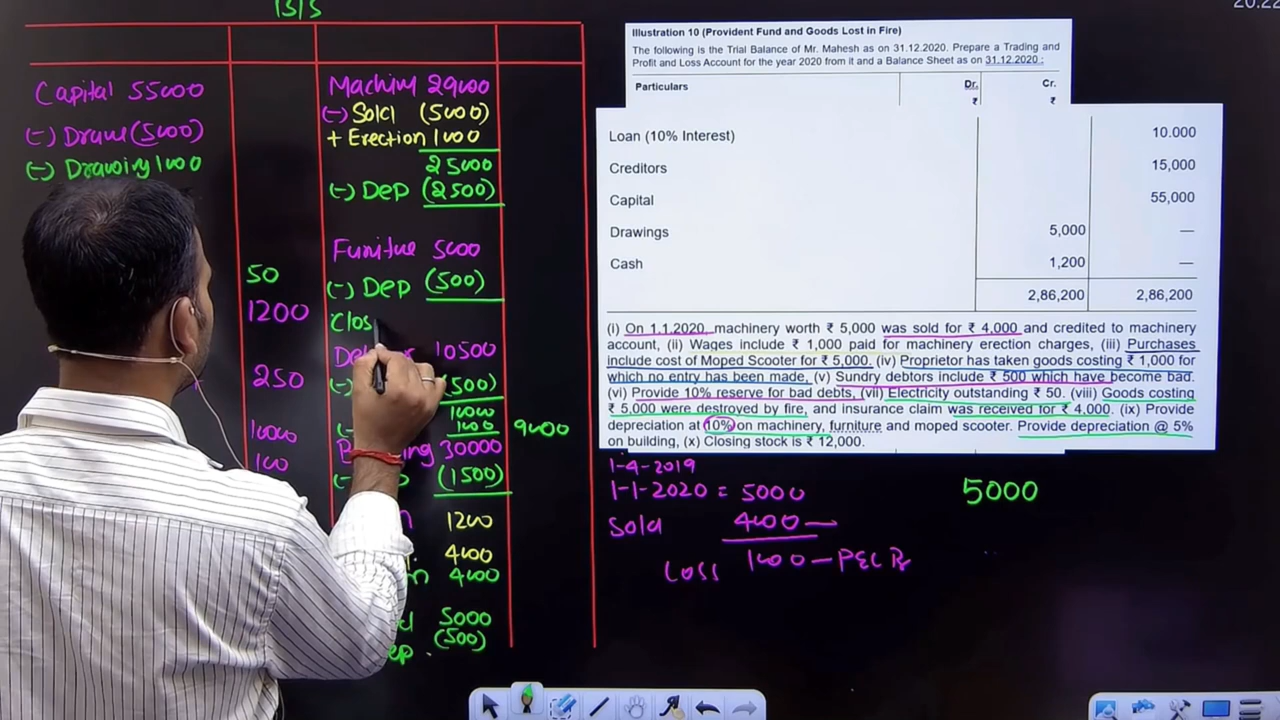 20:22
B/S
Capital 55000
(-) Draw (5000)
(-) Drawing 1000
50
1200
250
10000
100
Machiny 29000
(-) Sold (5000)
+ Erection 1000
25000
(-) Dep (2500)
Furnitue 5000
(-) Dep (500)
Clos
10500
(500)
10000
1000
9000
30000
(1500)
1200
4000
4000
5000
ep. (500)
Illustration 10 (Provident Fund and Goods Lost in Fire)
The following is the Trial Balance of Mr. Mahesh as on 31.12.2020. Prepare a Trading and
Profit and Loss Account for the year 2020 from it and a Balance Sheet as on 31.12.2020 :
Particulars Dr. Cr.
₹ ₹
Loan (10% Interest) 10.000
Creditors 15,000
Capital 55,000
Drawings 5,000 —
Cash 1,200 —
2,86,200 2,86,200
(i) On 1.1.2020, machinery worth ₹ 5,000 was sold for ₹ 4,000 and credited to machinery
account, (ii) Wages include ₹ 1,000 paid for machinery erection charges, (iii) Purchases
include cost of Moped Scooter for ₹ 5,000. (iv) Proprietor has taken goods costing ₹ 1,000 for
which no entry has been made, (v) Sundry debtors include ₹ 500 which have become bad.
(vi) Provide 10% reserve for bad debts, (vii) Electricity outstanding ₹ 50. (viii) Goods costing
₹ 5,000 were destroyed by fire, and insurance claim was received for ₹ 4,000. (ix) Provide
depreciation at 10% on machinery, furniture and moped scooter. Provide depreciation @ 5%
on building, (x) Closing stock is ₹ 12,000.
1-4-2019
1-1-2020 = 5000
Sold 4000 —
Loss 1000 —
5000